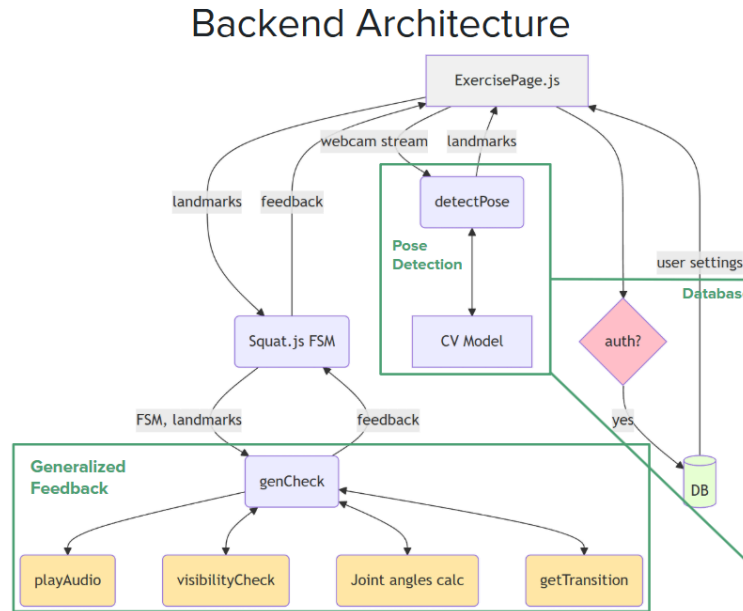 Backend Architecture
ExercisePage.js
webcam stream
landmarks
detectPose
landmarks
feedback
Pose
Detection
user settings
Database
Squat.js FSM
CV Model
auth?
FSM, landmarks
feedback
yes
Generalized
Feedback
genCheck
DB
playAudio
visibilityCheck
Joint angles calc
getTransition